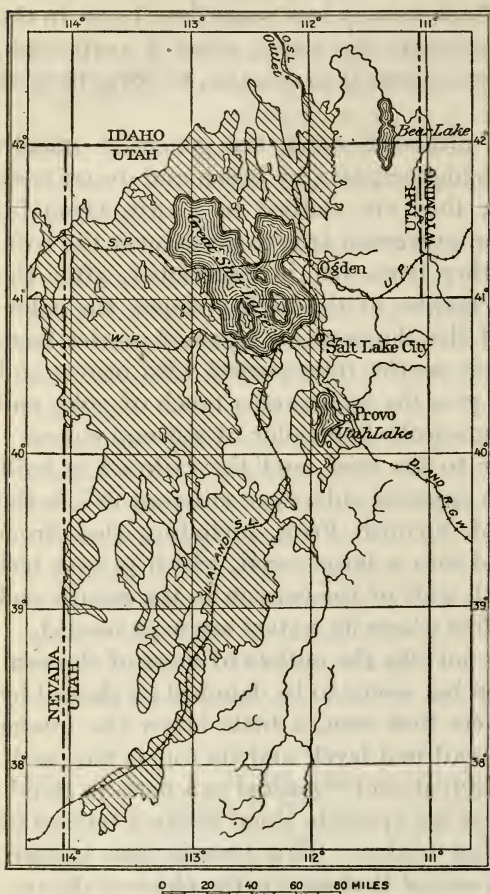 114°
113°
112°
111°
O.S.L.
Outlet
IDAHO
UTAH
42
Bear Lake
42
UTAH
WYOMING
Great Salt Lake
S.P.
Ogden
U.P.
41
41
W.P.
Salt Lake City
Provo
Utah Lake
40
40
D. AND R.G.W.
L.A. AND S.L.
39
39
NEVADA
UTAH
38
38
114°
113°
112°
111°
0 20 40 60 80 MILES